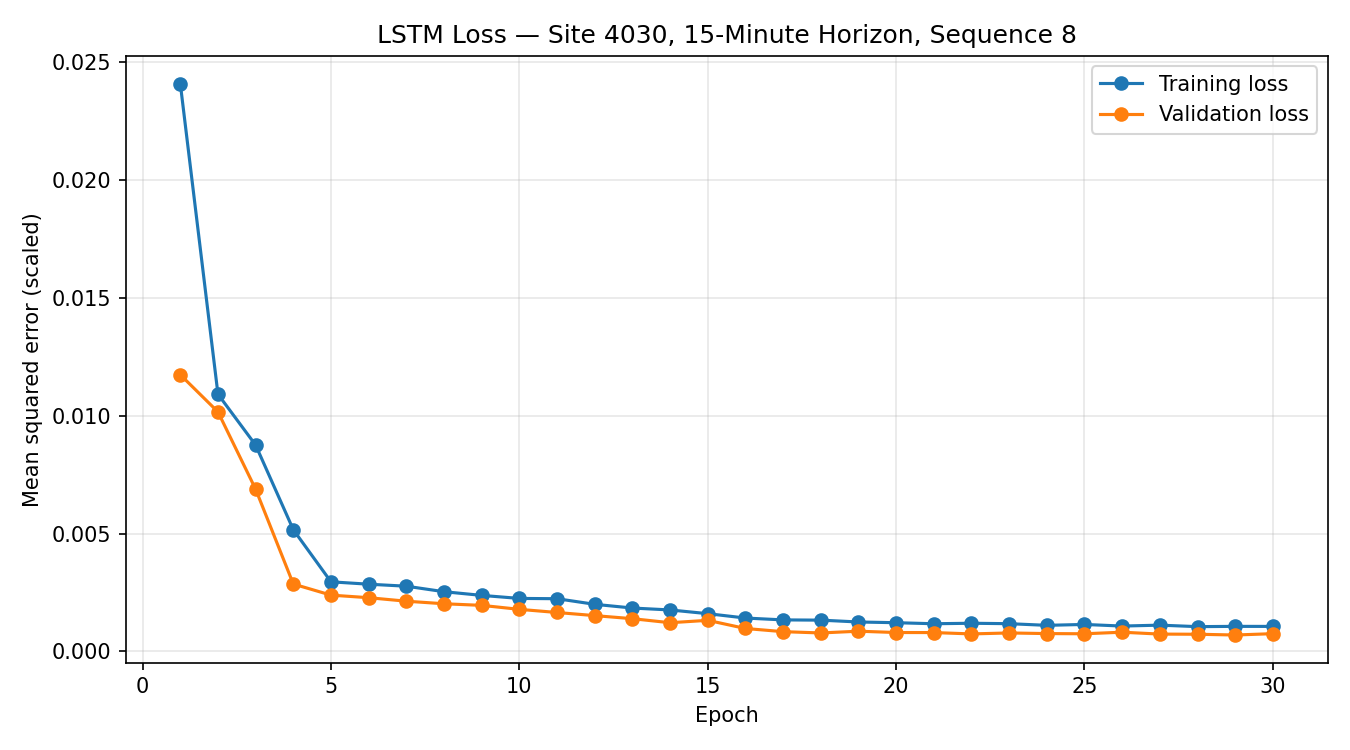 LSTM Loss — Site 4030, 15-Minute Horizon, Sequence 8
Training loss
Validation loss
Mean squared error (scaled)
0.025
0.020
0.015
0.010
0.005
0.000
0 5 10 15 20 25 30
Epoch